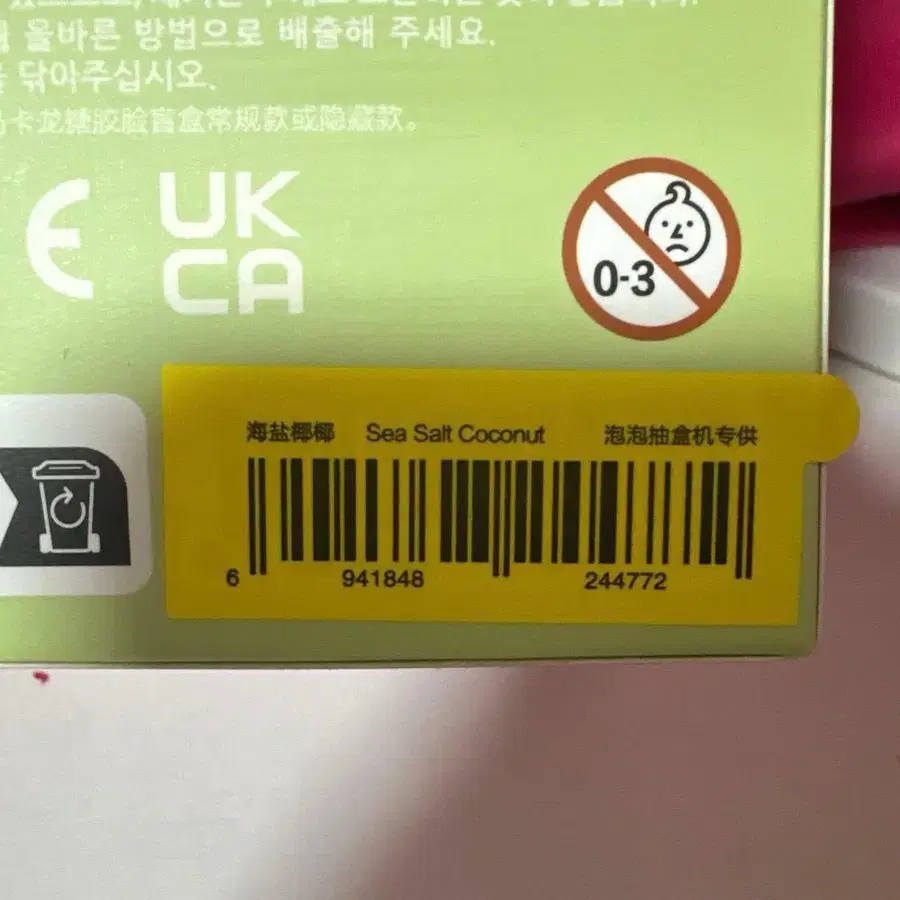 올바른 방법으로 배출해 주세요.
닦아주십시오.
卡龙搪胶脸盲盒常规款或隐藏款。
CE
UK
CA
0-3
海盐椰椰 Sea Salt Coconut 泡泡抽盒机专供
6 941848 244772